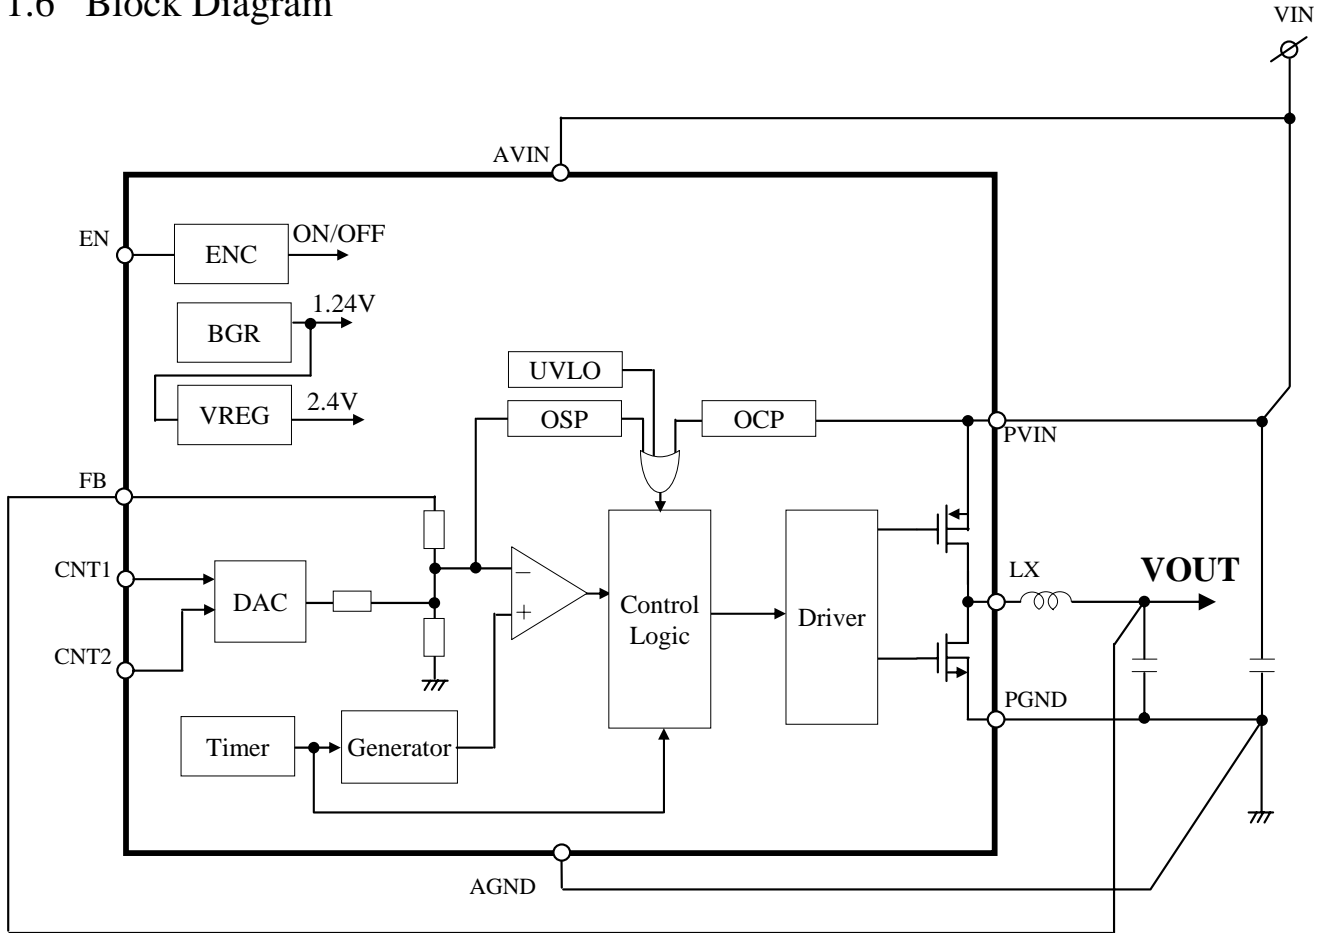 1.6 Block Diagram
VIN
AVIN
EN
ENC
ON/OFF
BGR
1.24V
VREG
2.4V
UVLO
OSP
OCP
PVIN
FB
CNT1
DAC
CNT2
−
+
Control
Logic
Driver
LX
VOUT
PGND
Timer
Generator
AGND